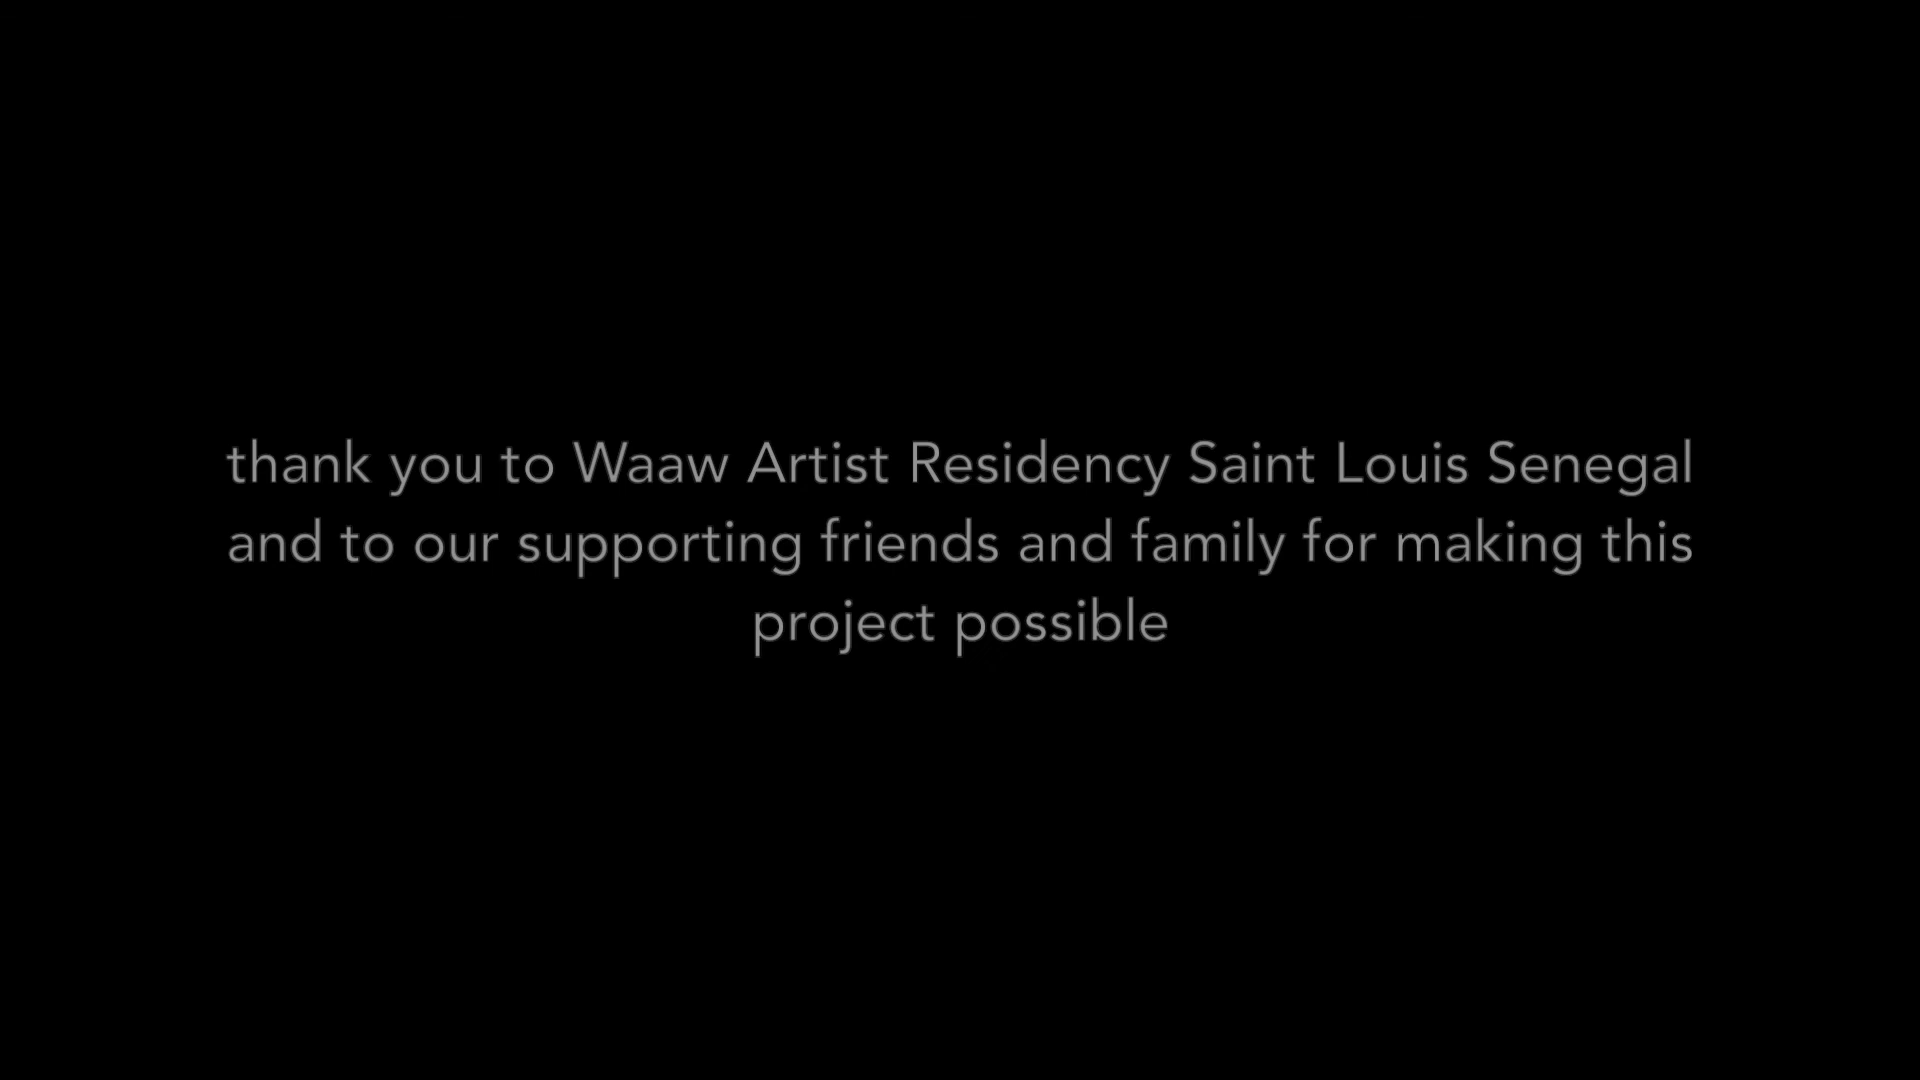 thank you to Waaw Artist Residency Saint Louis Senegal
and to our supporting friends and family for making this
project possible